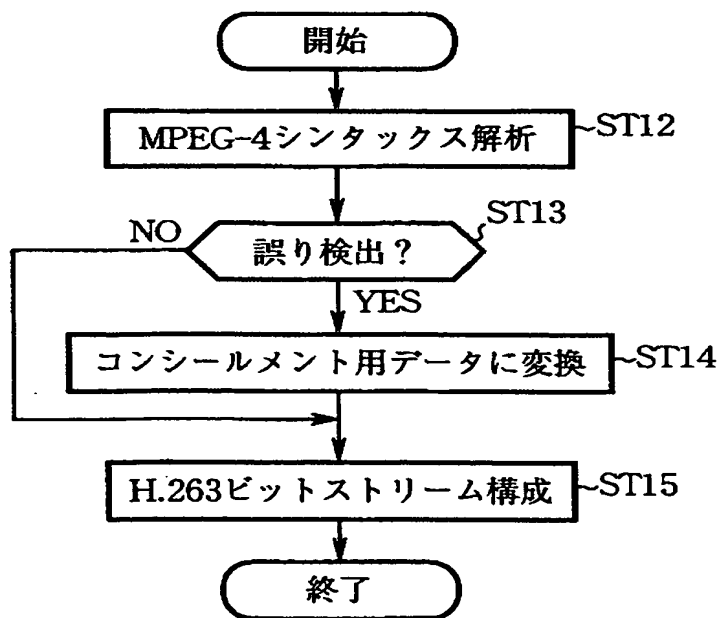 開始
MPEG-4シンタックス解析
~ST12
ST13
NO
誤り検出？
YES
コンシールメント用データに変換
~ST14
H.263ビットストリーム構成
~ST15
終了